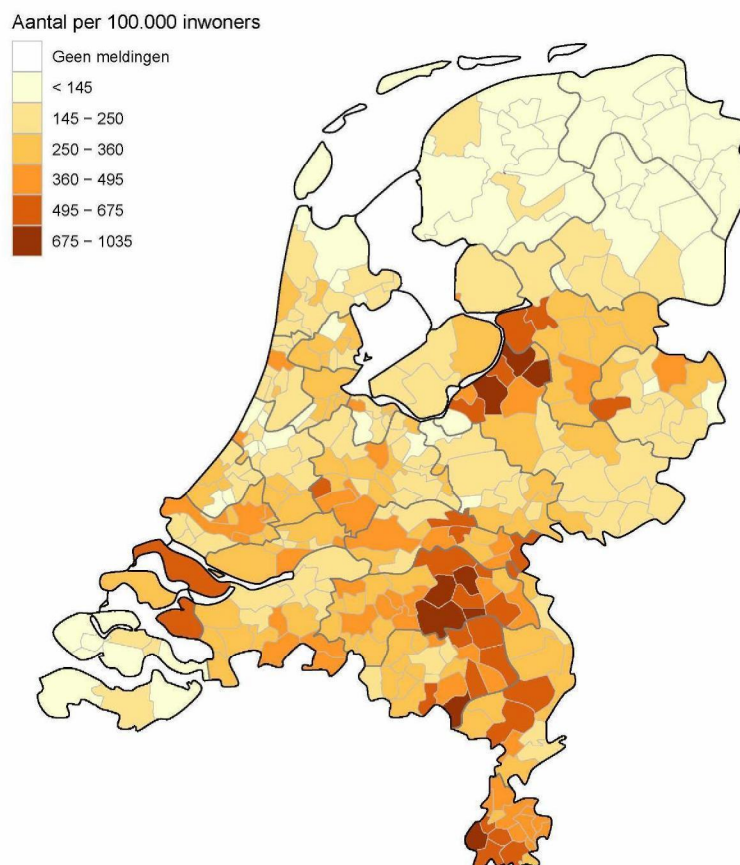 Aantal per 100.000 inwoners
Geen meldingen
< 145
145 – 250
250 – 360
360 – 495
495 – 675
675 – 1035